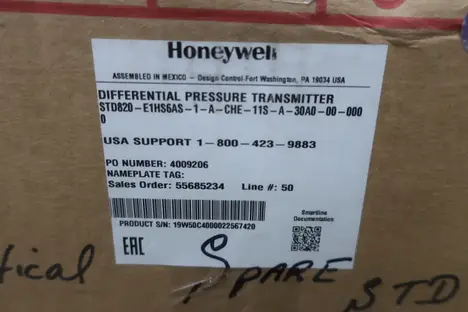 Honeywell
ASSEMBLED IN MEXICO - Design Control-Fort Washington, PA 19034 USA
DIFFERENTIAL PRESSURE TRANSMITTER
STD820-E1HS6AS-1-A-CHE-11S-A-30A0-00-000
0
USA SUPPORT 1-800-423-9883
PO NUMBER: 4009206
NAMEPLATE TAG:
Sales Order: 55685234 Line #: 50
Smartline
Documentation:
PRODUCT S/N: 19W50C4000022567420
EAC
tical SPARE STD